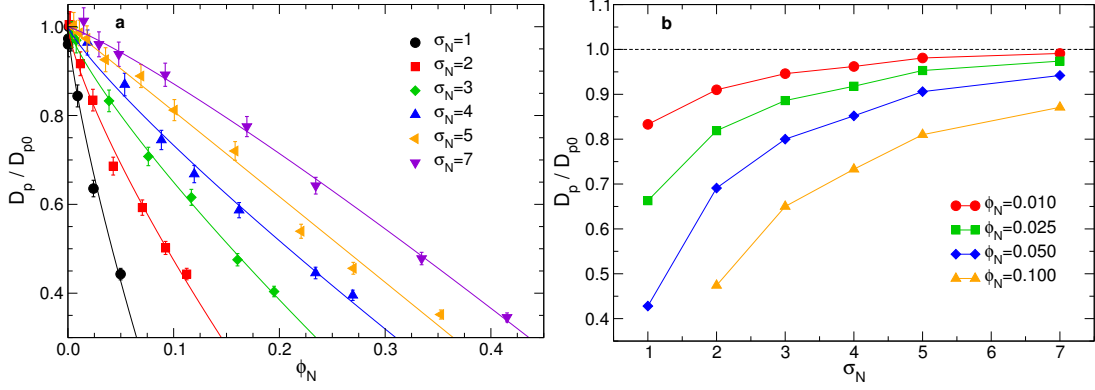 a
σ_N=1
σ_N=2
σ_N=3
σ_N=4
σ_N=5
σ_N=7
1.0
0.8
0.6
0.4
D_p / D_p0
0.0 0.1 0.2 0.3 0.4
ϕ_N
b
1.1
1.0
0.9
0.8
0.7
0.6
0.5
0.4
D_p / D_p0
ϕ_N=0.010
ϕ_N=0.025
ϕ_N=0.050
ϕ_N=0.100
1 2 3 4 5 6 7
σ_N